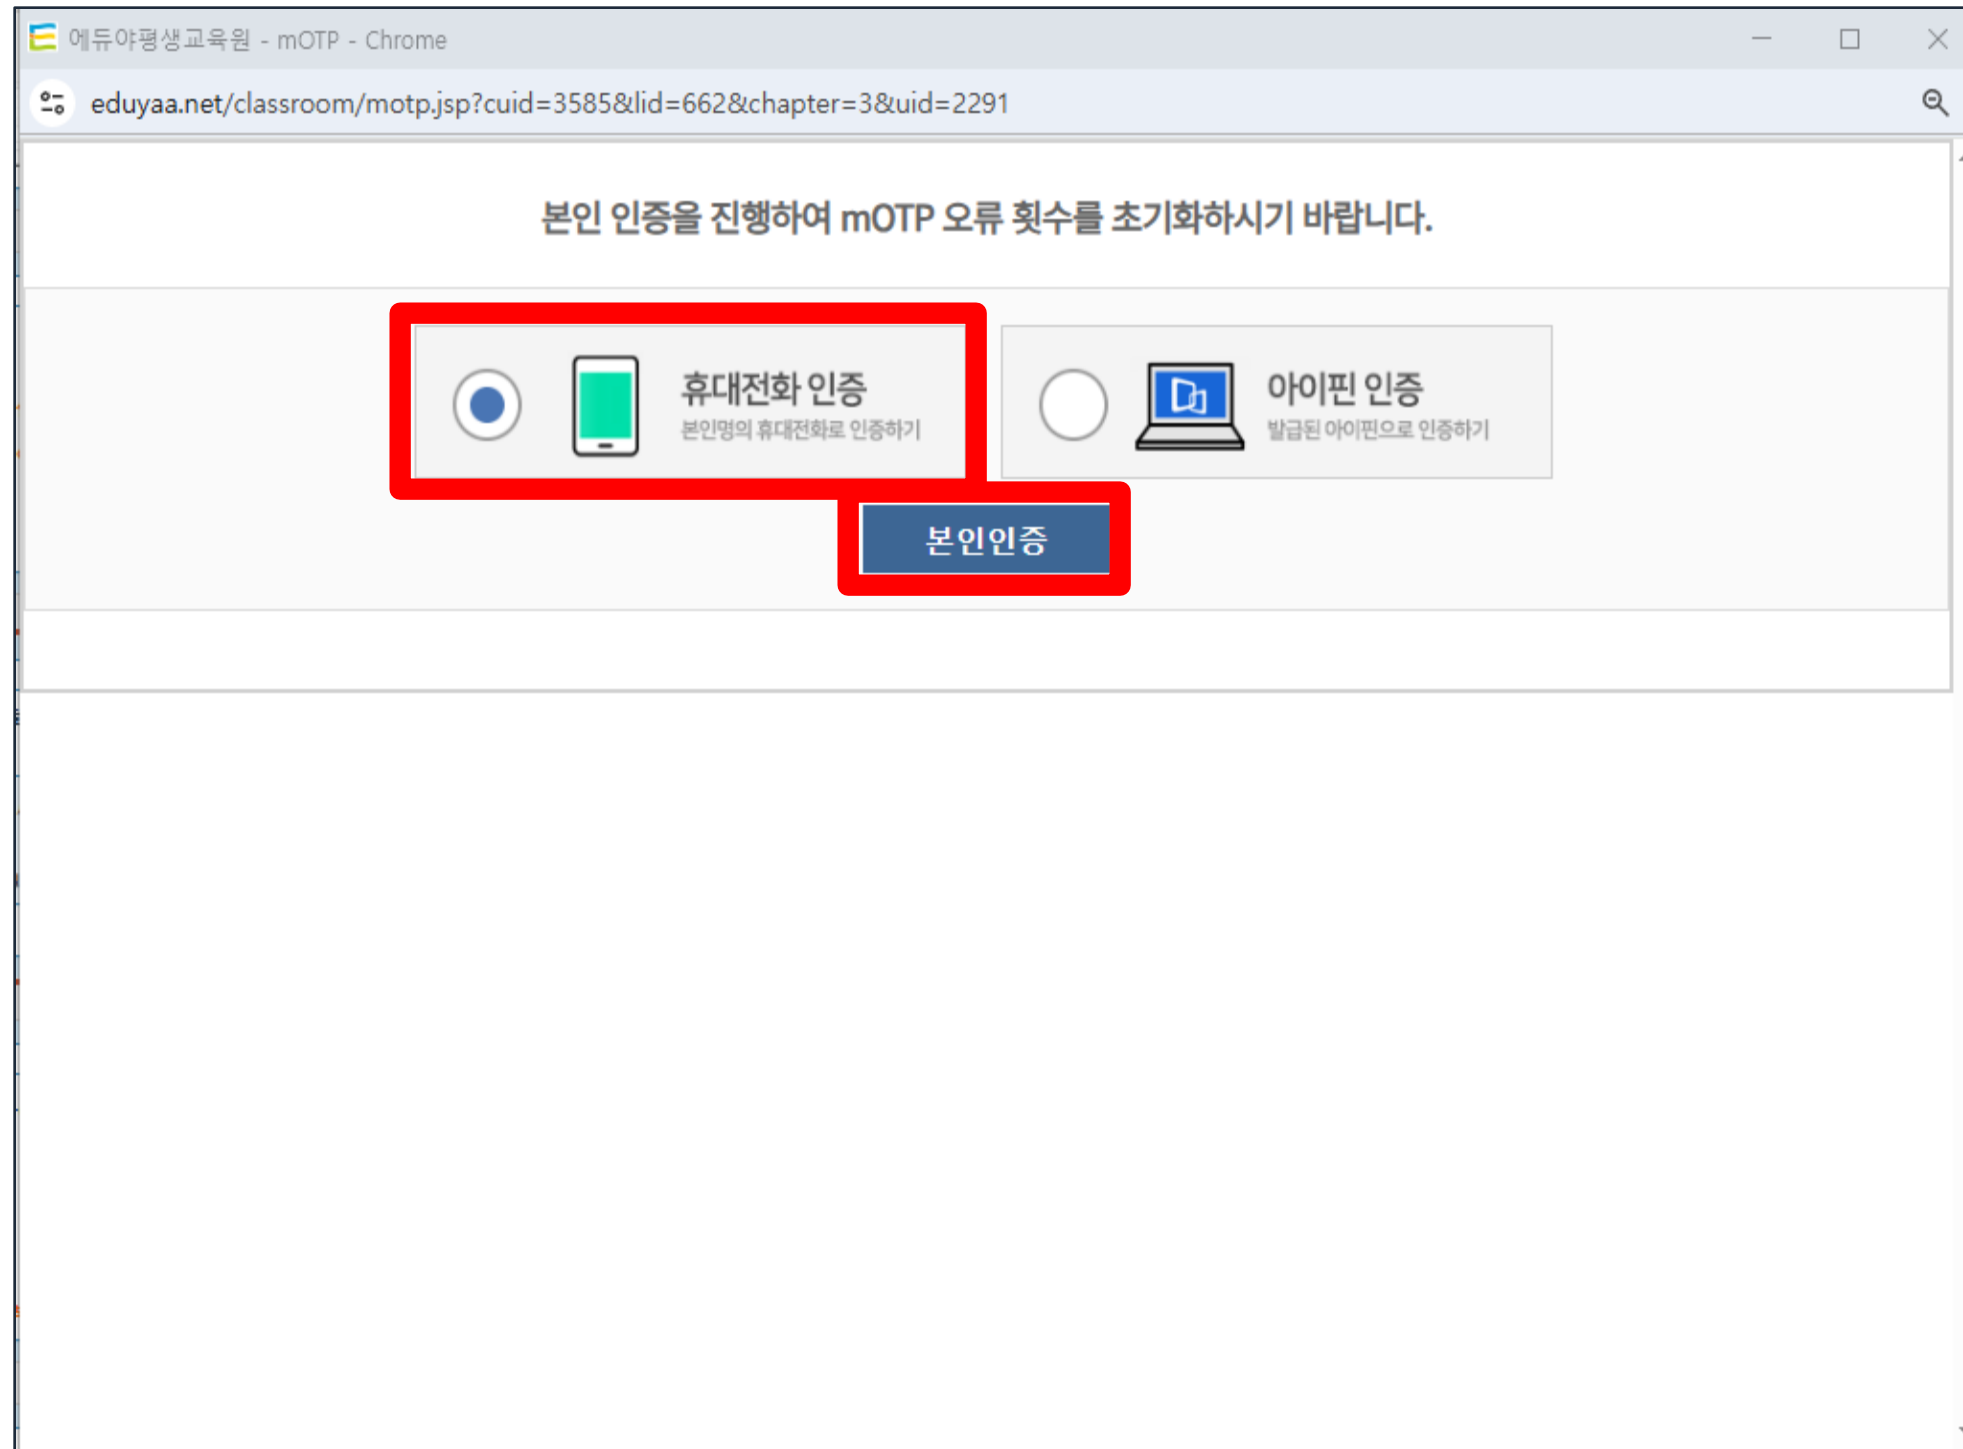 에듀야평생교육원 - mOTP - Chrome
eduyaa.net/classroom/motp.jsp?cuid=3585&lid=662&chapter=3&uid=2291
본인 인증을 진행하여 mOTP 오류 횟수를 초기화하시기 바랍니다.
휴대전화 인증
본인명의 휴대전화로 인증하기
아이핀 인증
발급된 아이핀으로 인증하기
본인인증